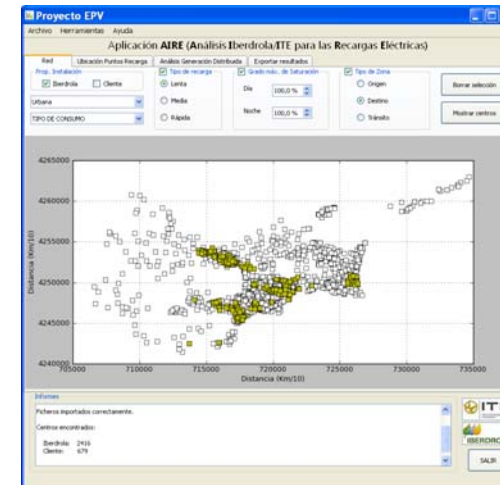 Proyecto EPV
Archivo Herramientas Ayuda
Aplicación AIRE (Análisis Iberdrola/ITE para las Recargas Eléctricas)
Red Ubicación Puntos Recarga Análisis Generación Distribuida Exportar resultados
Prop. Instalación
Iberdrola Cliente
Urbana
TIPO DE CONSUMO
Tipo de recarga
Lenta
Media
Rápida
Grado máx. de Saturación
Día 100,0 %
Noche 100,0 %
Tipo de Zona
Origen
Destino
Tránsito
Borrar selección
Mostrar centros
Distancia (Km/10)
4265000
4260000
4255000
4250000
4245000
4240000
705000 710000 715000 720000 725000 730000 735000
Distancia (Km/10)
Informes
Ficheros importados correctamente.
Centros encontrados:
Iberdrola: 2416
Cliente: 679
SALIR